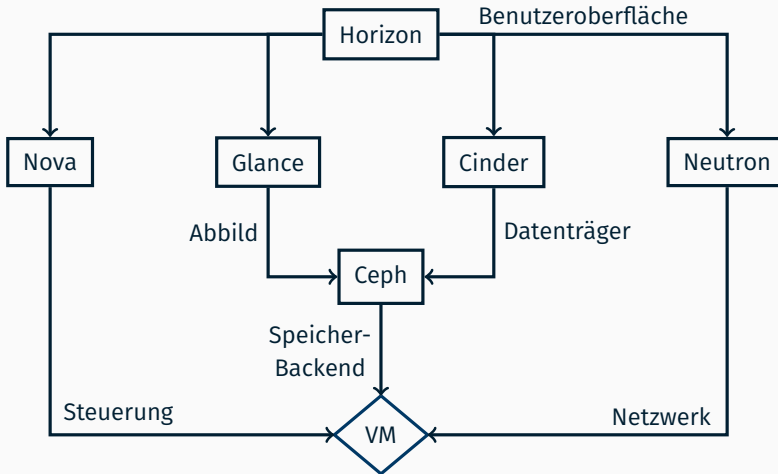 Benutzeroberfläche
Horizon
Nova
Glance
Cinder
Neutron
Abbild
Datenträger
Ceph
Speicher-
Backend
Steuerung
VM
Netzwerk